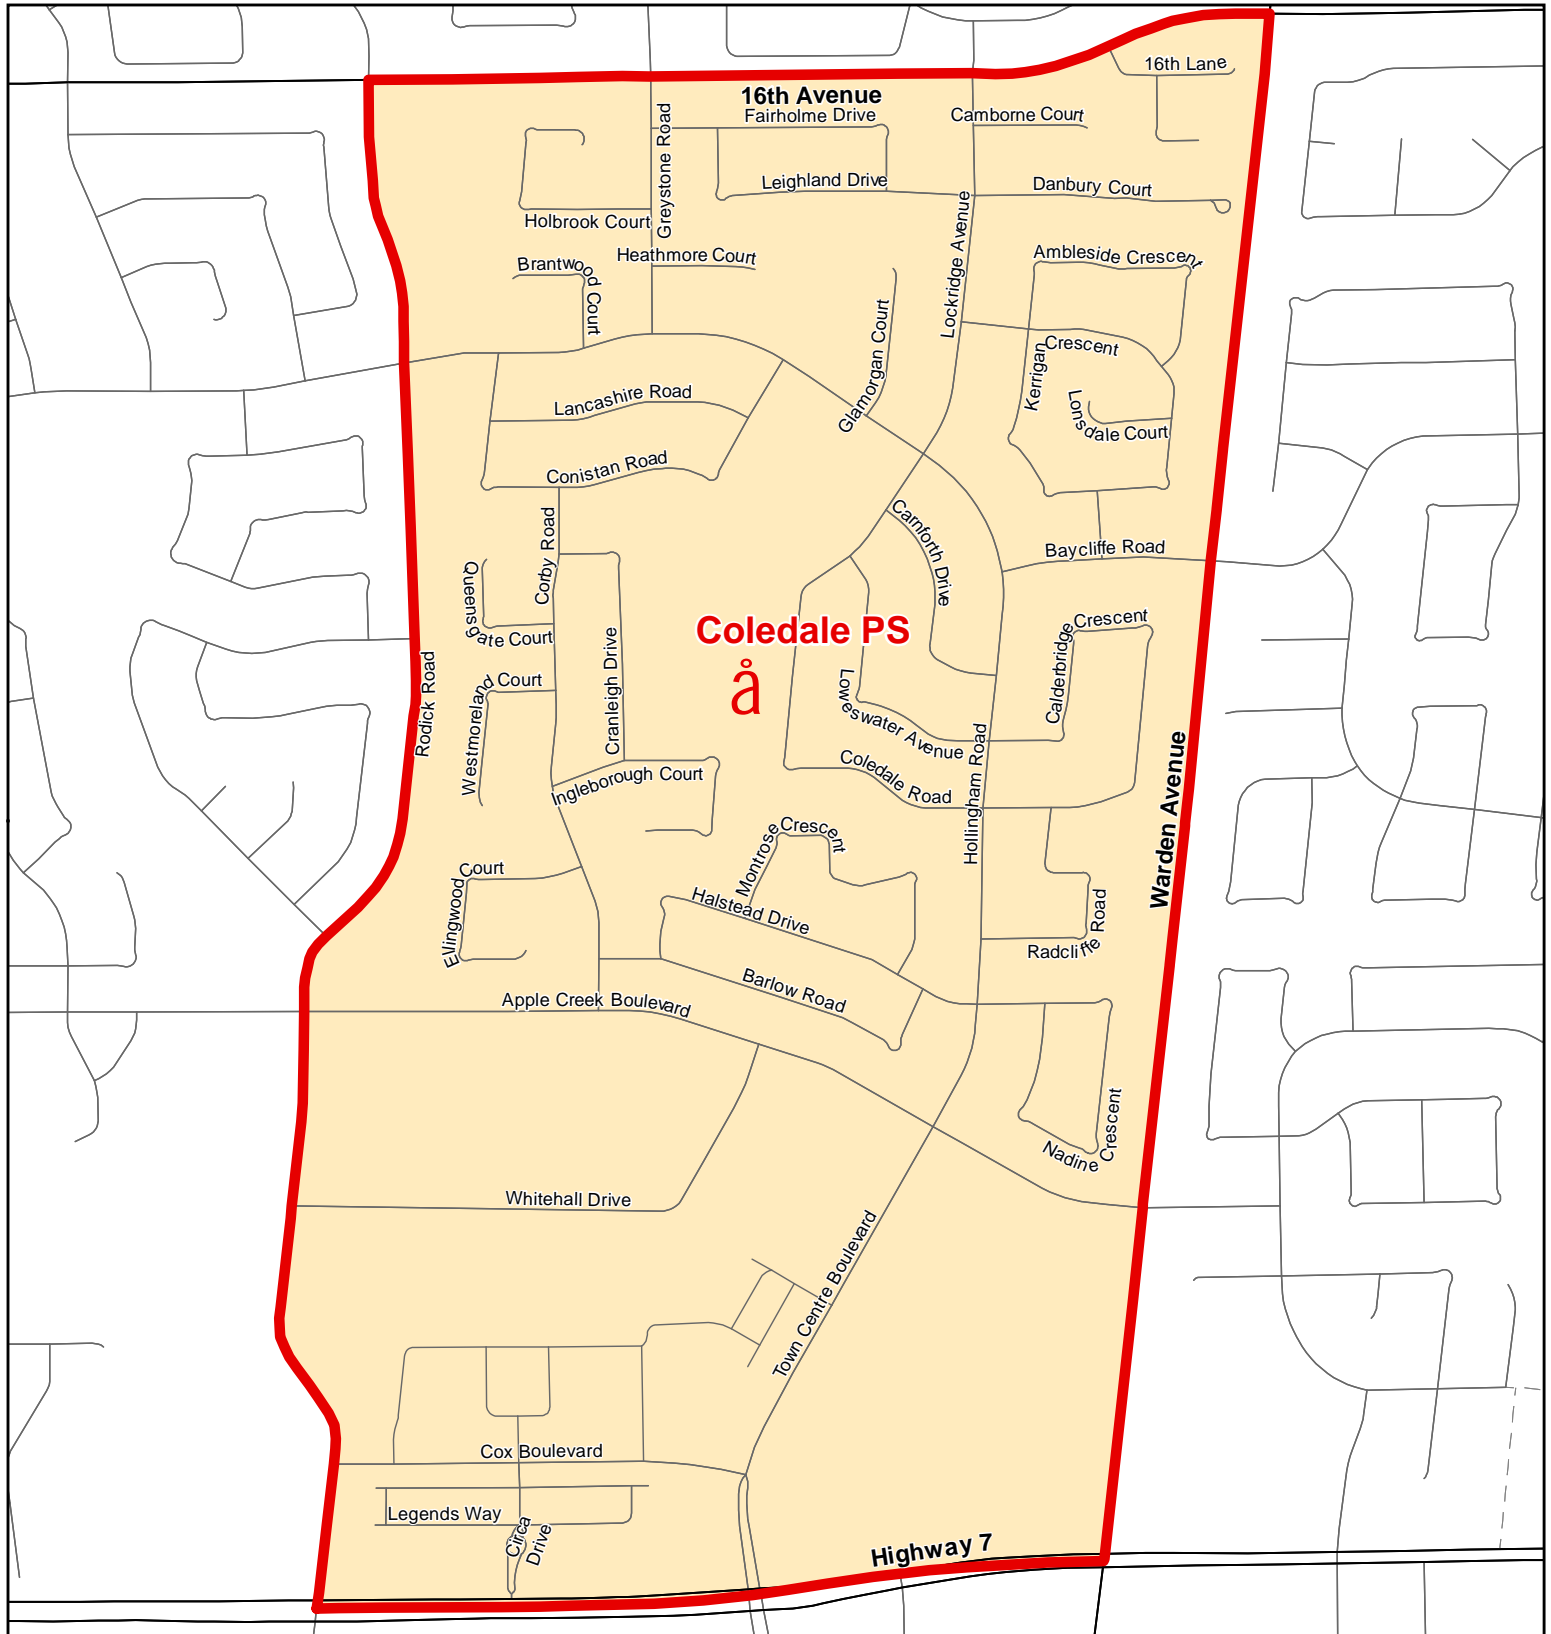 16th Lane
16th Avenue
Fairholme Drive
Camborne Court
Greystone Road
Leighland Drive
Danbury Court
Holbrook Court
Lockridge Avenue
Heathmore Court
Ambleside Crescent
Brantwood Court
Glamorgan Court
Kerrigan Crescent
Lancashire Road
Lonsdale Court
Conistan Road
Carnforth Drive
Corby Road
Baycliffe Road
Queensgate Court
Coledale PS
å
Calderbridge Crescent
Cranleigh Drive
Rodick Road
Westmoreland Court
Loweswater Avenue
Hollingham Road
Warden Avenue
Coledale Road
Ingleborough Court
Montrose Crescent
Ellingwood Court
Halstead Drive
Radcliffe Road
Barlow Road
Apple Creek Boulevard
Nadine Crescent
Whitehall Drive
Town Centre Boulevard
Cox Boulevard
Legends Way
Circa Drive
Highway 7